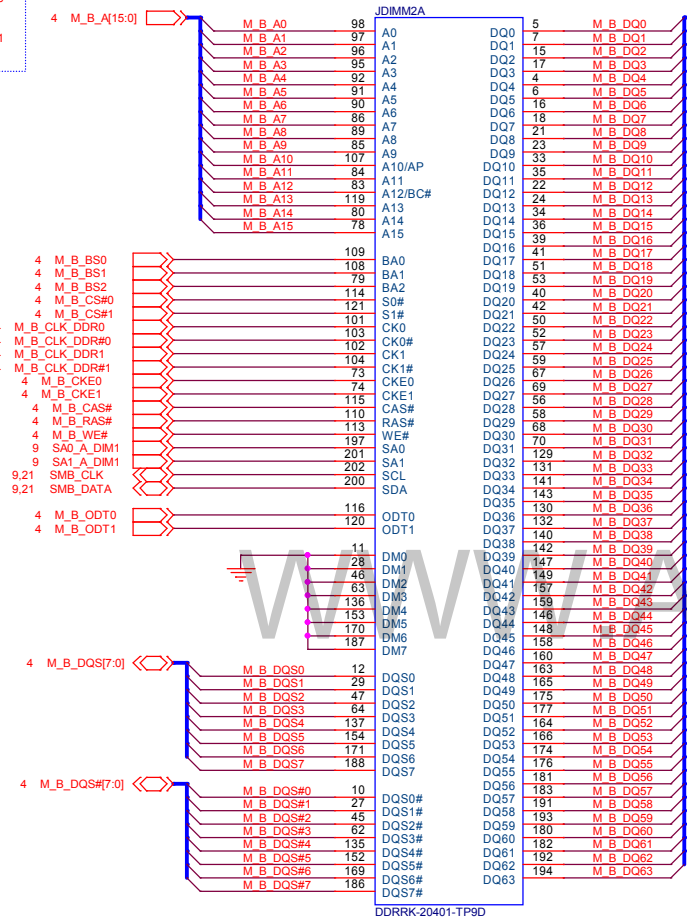 JDIMM2A
4 M_B_A[15:0]
M_B_A0 98 A0
M_B_A1 97 A1
M_B_A2 96 A2
M_B_A3 95 A3
M_B_A4 92 A4
M_B_A5 91 A5
M_B_A6 90 A6
M_B_A7 86 A7
M_B_A8 89 A8
M_B_A9 85 A9
M_B_A10 107 A10/AP
M_B_A11 84 A11
M_B_A12 83 A12/BC#
M_B_A13 119 A13
M_B_A14 80 A14
M_B_A15 78 A15
4 M_B_BS0 109 BA0
4 M_B_BS1 108 BA1
4 M_B_BS2 79 BA2
4 M_B_CS#0 114 S0#
4 M_B_CS#1 121 S1#
M_B_CLK_DDR0 101 CK0
M_B_CLK_DDR#0 103 CK0#
M_B_CLK_DDR1 102 CK1
M_B_CLK_DDR#1 104 CK1#
4 M_B_CKE0 73 CKE0
4 M_B_CKE1 74 CKE1
4 M_B_CAS# 115 CAS#
4 M_B_RAS# 110 RAS#
4 M_B_WE# 113 WE#
9 SA0_A_DIM1 197 SA0
9 SA1_A_DIM1 201 SA1
9,21 SMB_CLK 202 SCL
9,21 SMB_DATA 200 SDA
4 M_B_ODT0 116 ODT0
4 M_B_ODT1 120 ODT1
11 DM0
28 DM1
46 DM2
63 DM3
136 DM4
153 DM5
170 DM6
187 DM7
4 M_B_DQS[7:0]
M_B_DQS0 12 DQS0
M_B_DQS1 29 DQS1
M_B_DQS2 47 DQS2
M_B_DQS3 64 DQS3
M_B_DQS4 137 DQS4
M_B_DQS5 154 DQS5
M_B_DQS6 171 DQS6
M_B_DQS7 188 DQS7
4 M_B_DQS#[7:0]
M_B_DQS#0 10 DQS0#
M_B_DQS#1 27 DQS1#
M_B_DQS#2 45 DQS2#
M_B_DQS#3 62 DQS3#
M_B_DQS#4 135 DQS4#
M_B_DQS#5 152 DQS5#
M_B_DQS#6 169 DQS6#
M_B_DQS#7 186 DQS7#
DQ0 5 M_B_DQ0
DQ1 7 M_B_DQ1
DQ2 15 M_B_DQ2
DQ3 17 M_B_DQ3
DQ4 4 M_B_DQ4
DQ5 6 M_B_DQ5
DQ6 16 M_B_DQ6
DQ7 18 M_B_DQ7
DQ8 21 M_B_DQ8
DQ9 23 M_B_DQ9
DQ10 33 M_B_DQ10
DQ11 35 M_B_DQ11
DQ12 22 M_B_DQ12
DQ13 24 M_B_DQ13
DQ14 34 M_B_DQ14
DQ15 36 M_B_DQ15
DQ16 39 M_B_DQ16
DQ17 41 M_B_DQ17
DQ18 51 M_B_DQ18
DQ19 53 M_B_DQ19
DQ20 40 M_B_DQ20
DQ21 42 M_B_DQ21
DQ22 50 M_B_DQ22
DQ23 52 M_B_DQ23
DQ24 57 M_B_DQ24
DQ25 59 M_B_DQ25
DQ26 67 M_B_DQ26
DQ27 69 M_B_DQ27
DQ28 56 M_B_DQ28
DQ29 58 M_B_DQ29
DQ30 68 M_B_DQ30
DQ31 70 M_B_DQ31
DQ32 129 M_B_DQ32
DQ33 131 M_B_DQ33
DQ34 141 M_B_DQ34
DQ35 143 M_B_DQ35
DQ36 130 M_B_DQ36
DQ37 132 M_B_DQ37
DQ38 140 M_B_DQ38
DQ39 142 M_B_DQ39
DQ40 147 M_B_DQ40
DQ41 149 M_B_DQ41
DQ42 157 M_B_DQ42
DQ43 159 M_B_DQ43
DQ44 146 M_B_DQ44
DQ45 148 M_B_DQ45
DQ46 158 M_B_DQ46
DQ47 160 M_B_DQ47
DQ48 163 M_B_DQ48
DQ49 165 M_B_DQ49
DQ50 175 M_B_DQ50
DQ51 177 M_B_DQ51
DQ52 164 M_B_DQ52
DQ53 166 M_B_DQ53
DQ54 174 M_B_DQ54
DQ55 176 M_B_DQ55
DQ56 181 M_B_DQ56
DQ57 183 M_B_DQ57
DQ58 191 M_B_DQ58
DQ59 193 M_B_DQ59
DQ60 180 M_B_DQ60
DQ61 182 M_B_DQ61
DQ62 192 M_B_DQ62
DQ63 194 M_B_DQ63
WWW.A
DDRRK-20401-TP9D